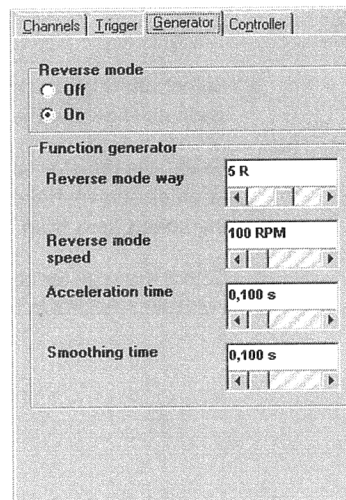 Channels Trigger Generator Controller
Reverse mode
Off
On
Function generator
Reverse mode way
5 R
Reverse mode
speed
100 RPM
Acceleration time
0,100 s
Smoothing time
0,100 s